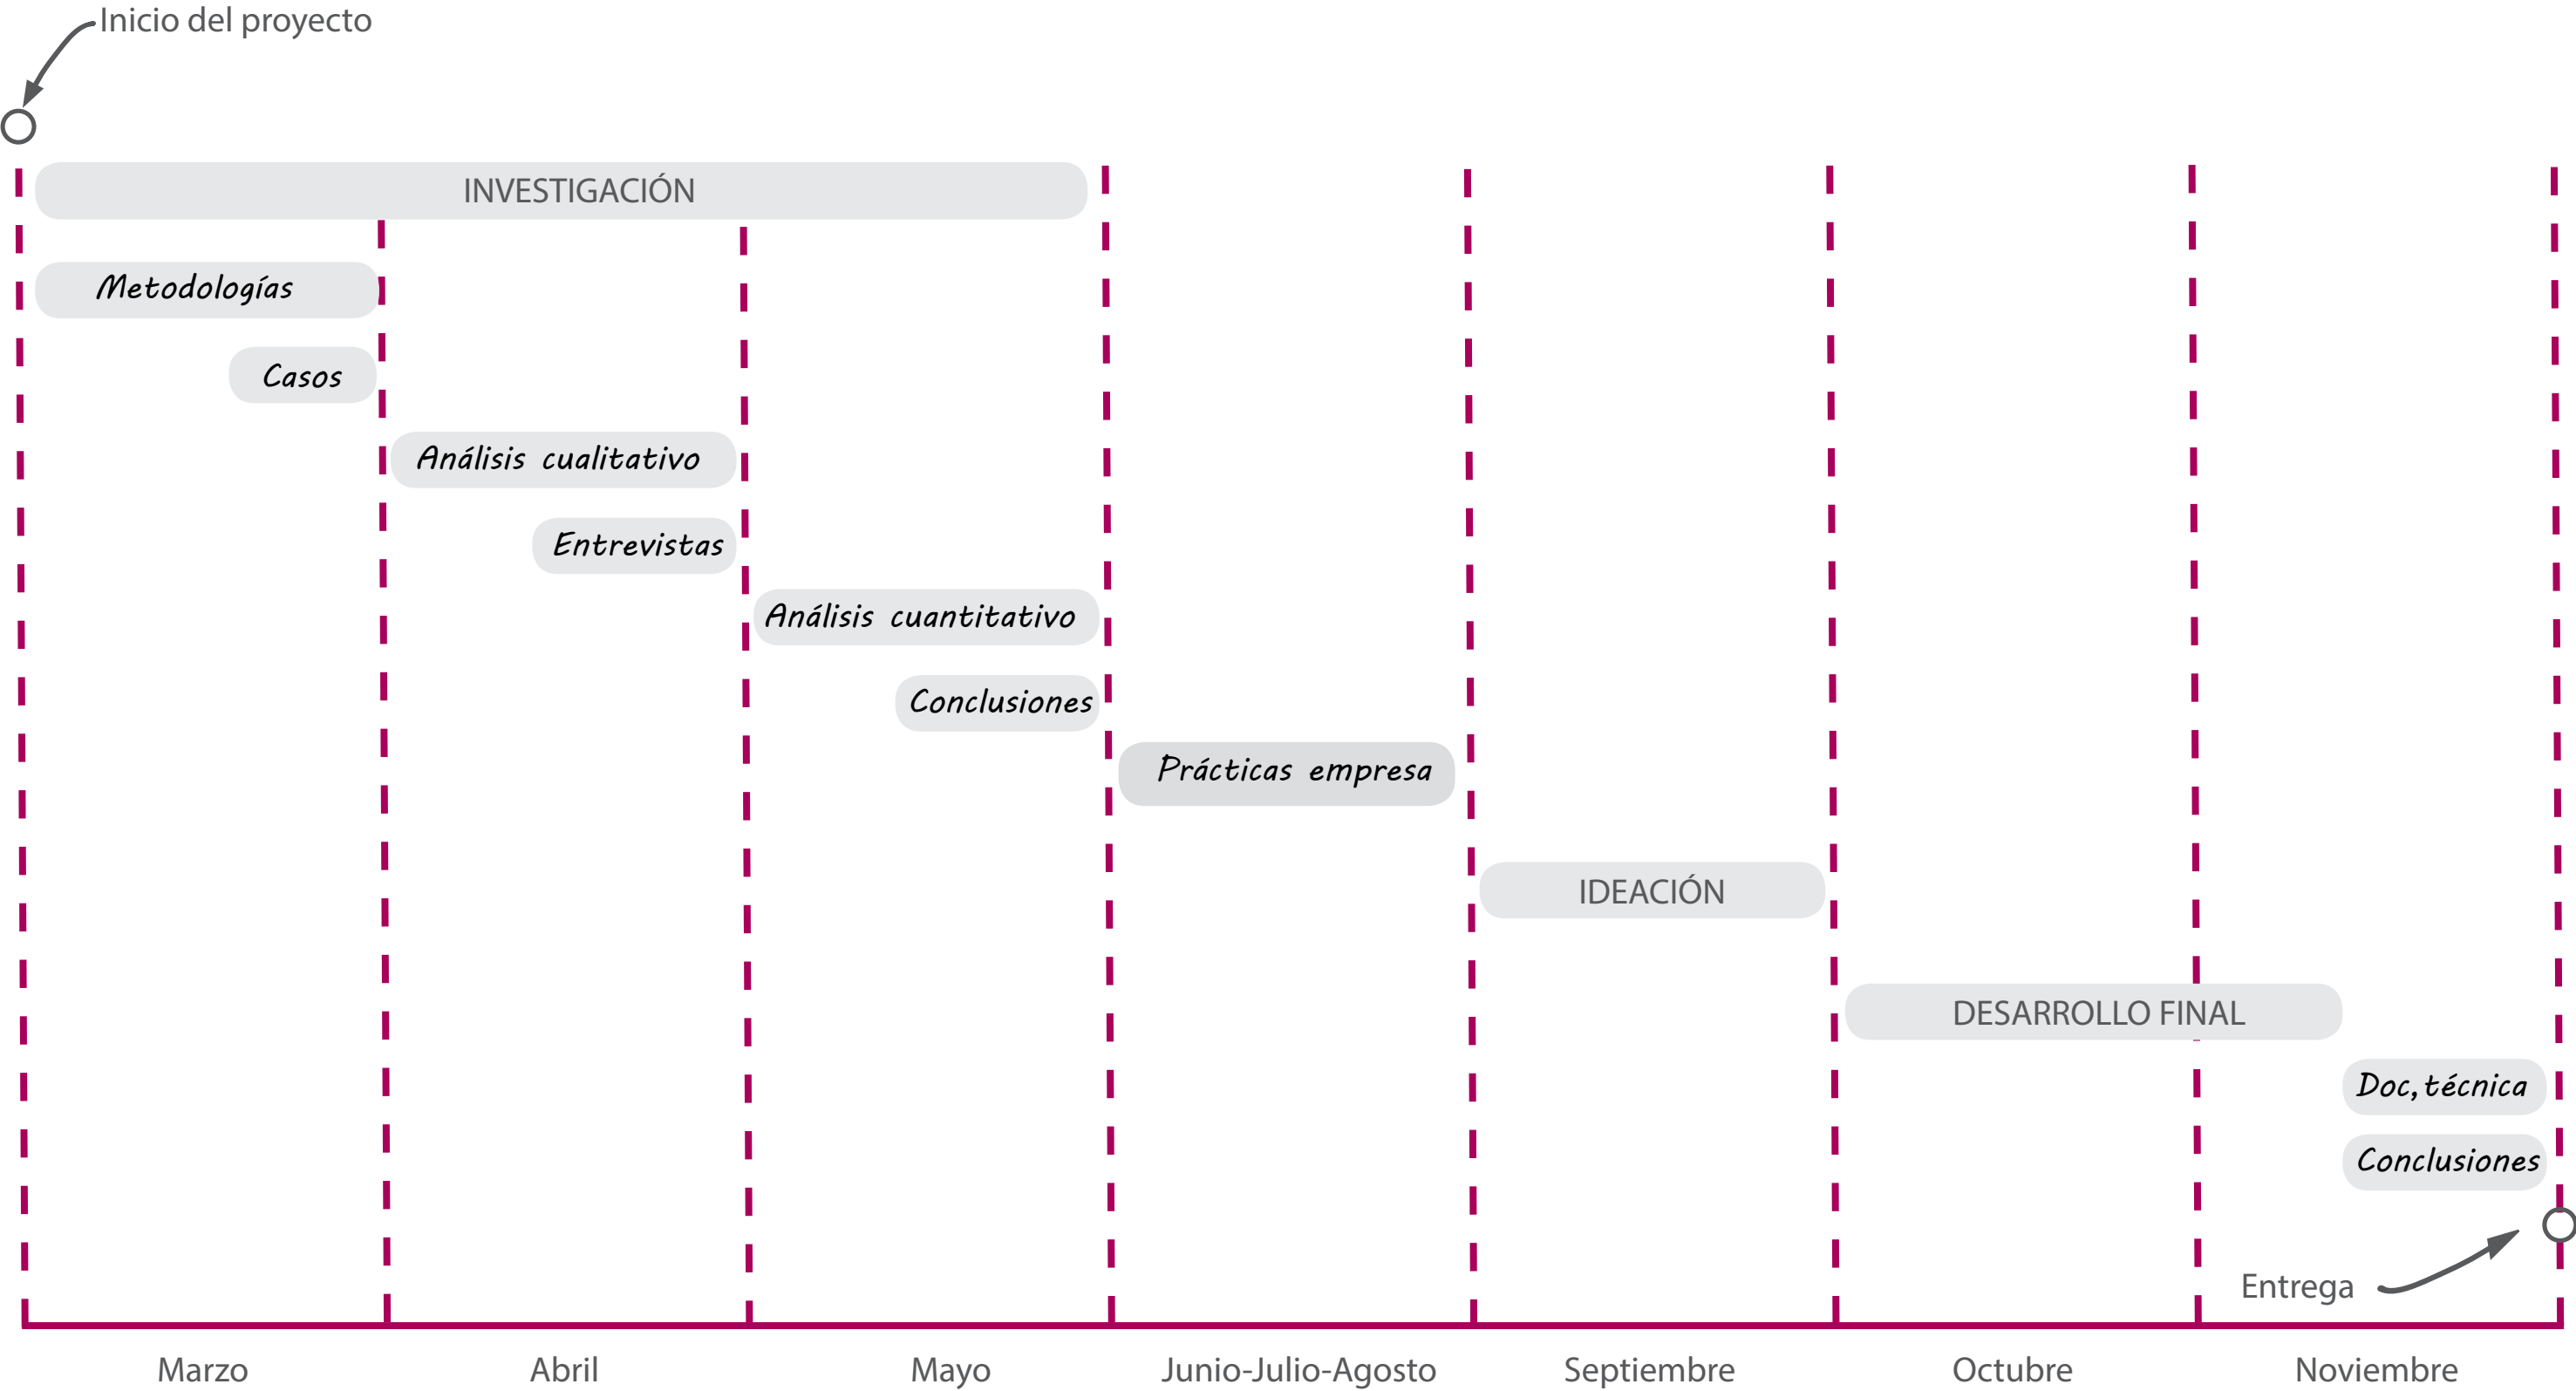 Inicio del proyecto
INVESTIGACIÓN
Metodologías
Casos
Análisis cualitativo
Entrevistas
Análisis cuantitativo
Conclusiones
Prácticas empresa
IDEACIÓN
DESARROLLO FINAL
Doc,técnica
Conclusiones
Entrega
Marzo Abril Mayo Junio-Julio-Agosto Septiembre Octubre Noviembre